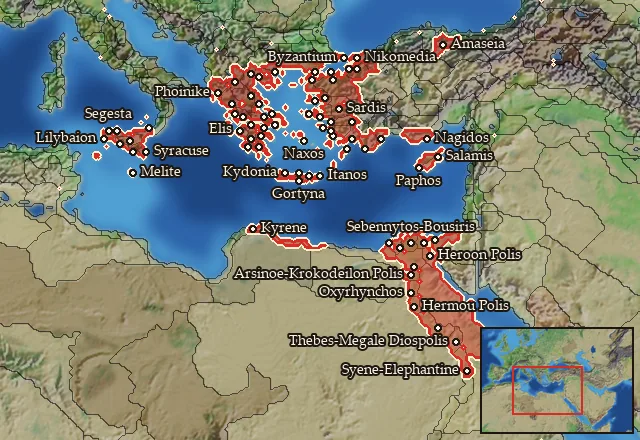 Byzantium
Nikomedia
Amaseia
Phoinike
Segesta
Sardis
Lilybaion
Elis
Nagidos
Syracuse
Naxos
Salamis
Melite
Kydonia
Itanos
Paphos
Gortyna
Kyrene
Sebennytos-Bousiris
Heroon Polis
Arsinoe-Krokodeilon Polis
Oxyrhynchos
Hermou Polis
Thebes-Megale Diospolis
Syene-Elephantine